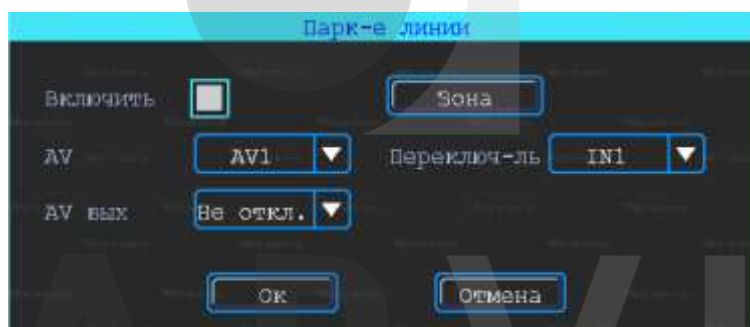 Парк-е линии
Включить Зона
AV AV1 Переключ-ль IN1
AV вых Не откл.
Ок Отмена